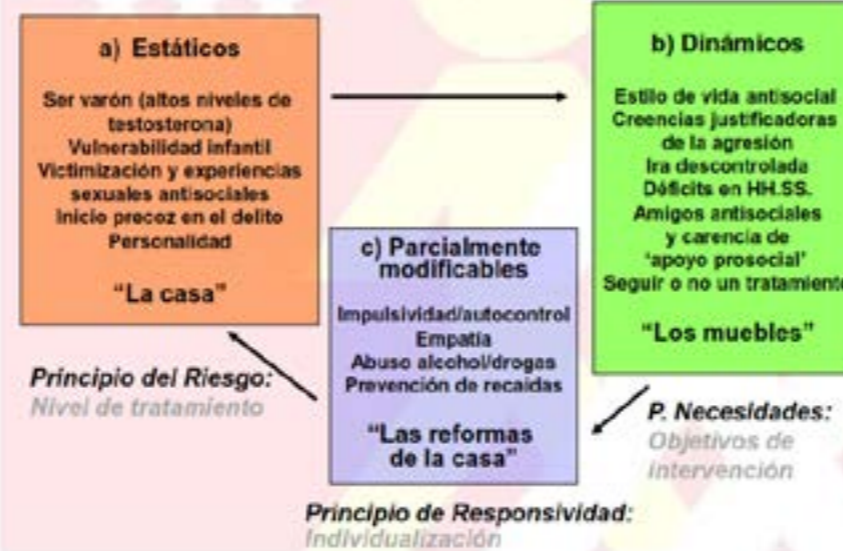 a) Estáticos
Ser varón (altos niveles de
testosterona)
Vulnerabilidad infantil
Victimización y experiencias
sexuales antisociales
Inicio precoz en el delito
Personalidad
“La casa”
b) Dinámicos
Estilo de vida antisocial
Creencias justificadoras
de la agresión
Ira descontrolada
Déficits en HH.SS.
Amigos antisociales
y carencia de
‘apoyo prosocial’
Seguir o no un tratamiento
“Los muebles”
c) Parcialmente
modificables
Impulsividad/autocontrol
Empatía
Abuso alcohol/drogas
Prevención de recaídas
“Las reformas
de la casa”
Principio del Riesgo:
Nivel de tratamiento
P. Necesidades:
Objetivos de
intervención
Principio de Responsividad:
Individualización